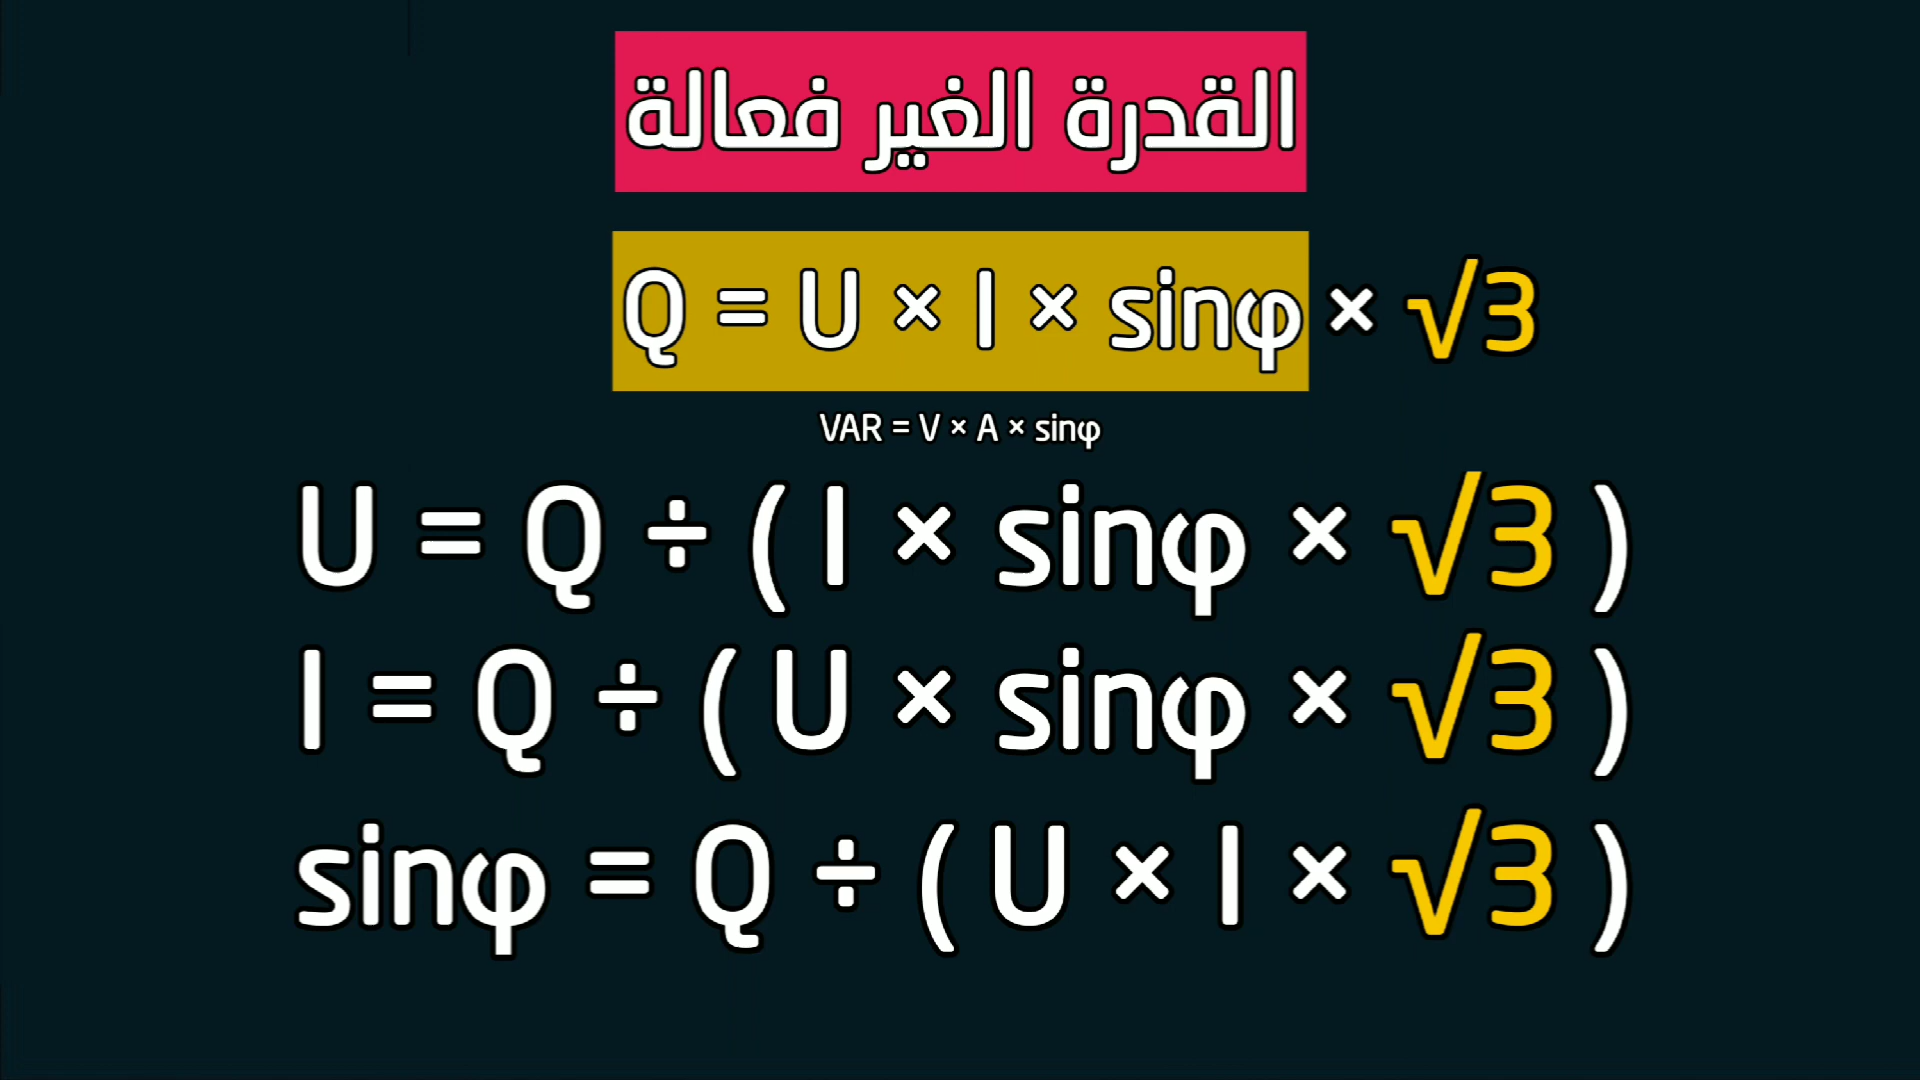 القدرة الغير فعالة
Q = U × I × sinφ × √3
VAR = V × A × sinφ
U = Q ÷ ( I × sinφ × √3 )
I = Q ÷ ( U × sinφ × √3 )
sinφ = Q ÷ ( U × I × √3 )